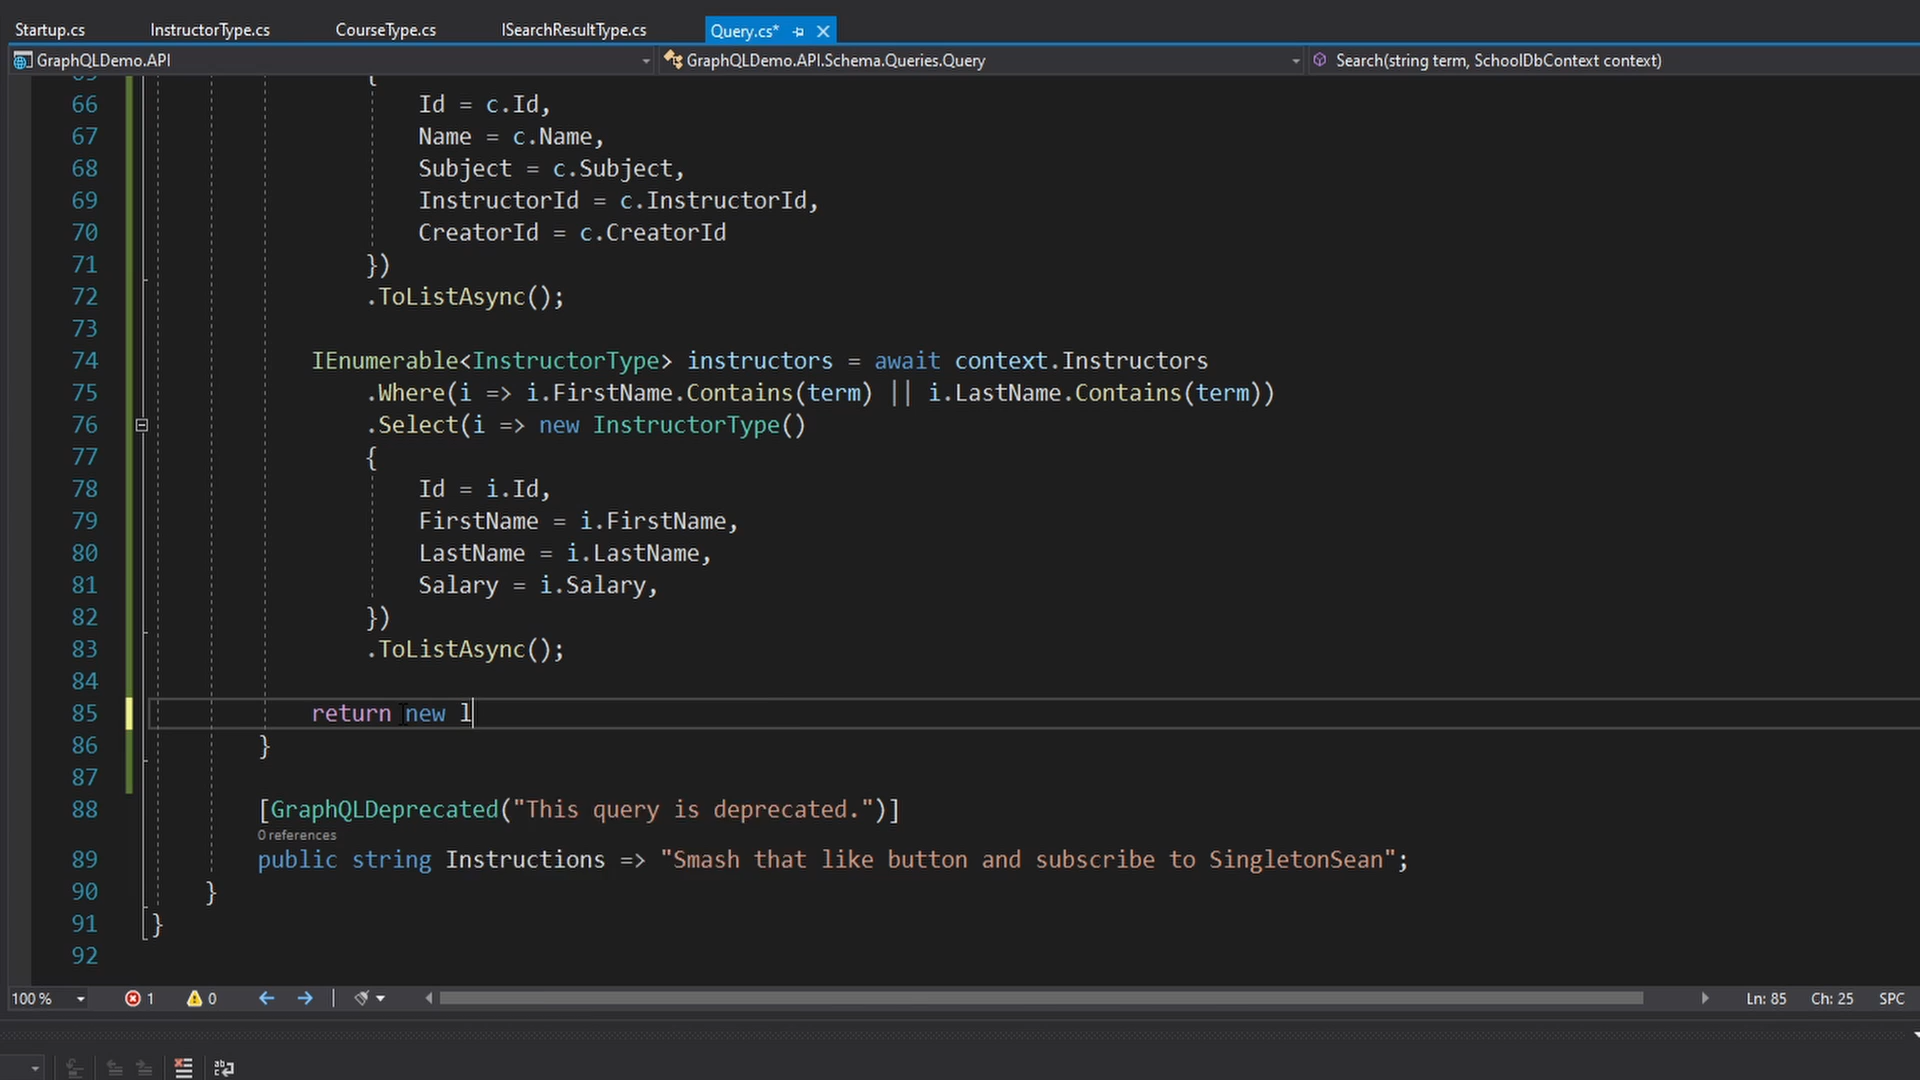 Startup.cs InstructorType.cs CourseType.cs ISearchResultType.cs Query.cs*
GraphQLDemo.API GraphQLDemo.API.Schema.Queries.Query Search(string term, SchoolDbContext context)
{
66 Id = c.Id,
67 Name = c.Name,
68 Subject = c.Subject,
69 InstructorId = c.InstructorId,
70 CreatorId = c.CreatorId
71 })
72 .ToListAsync();
73
74 IEnumerable<InstructorType> instructors = await context.Instructors
75 .Where(i => i.FirstName.Contains(term) || i.LastName.Contains(term))
76 .Select(i => new InstructorType()
77 {
78 Id = i.Id,
79 FirstName = i.FirstName,
80 LastName = i.LastName,
81 Salary = i.Salary,
82 })
83 .ToListAsync();
84
85 return new l
86 }
87
88 [GraphQLDeprecated("This query is deprecated.")]
0 references
89 public string Instructions => "Smash that like button and subscribe to SingletonSean";
90 }
91 }
92
100 % 1 0 Ln: 85 Ch: 25 SPC